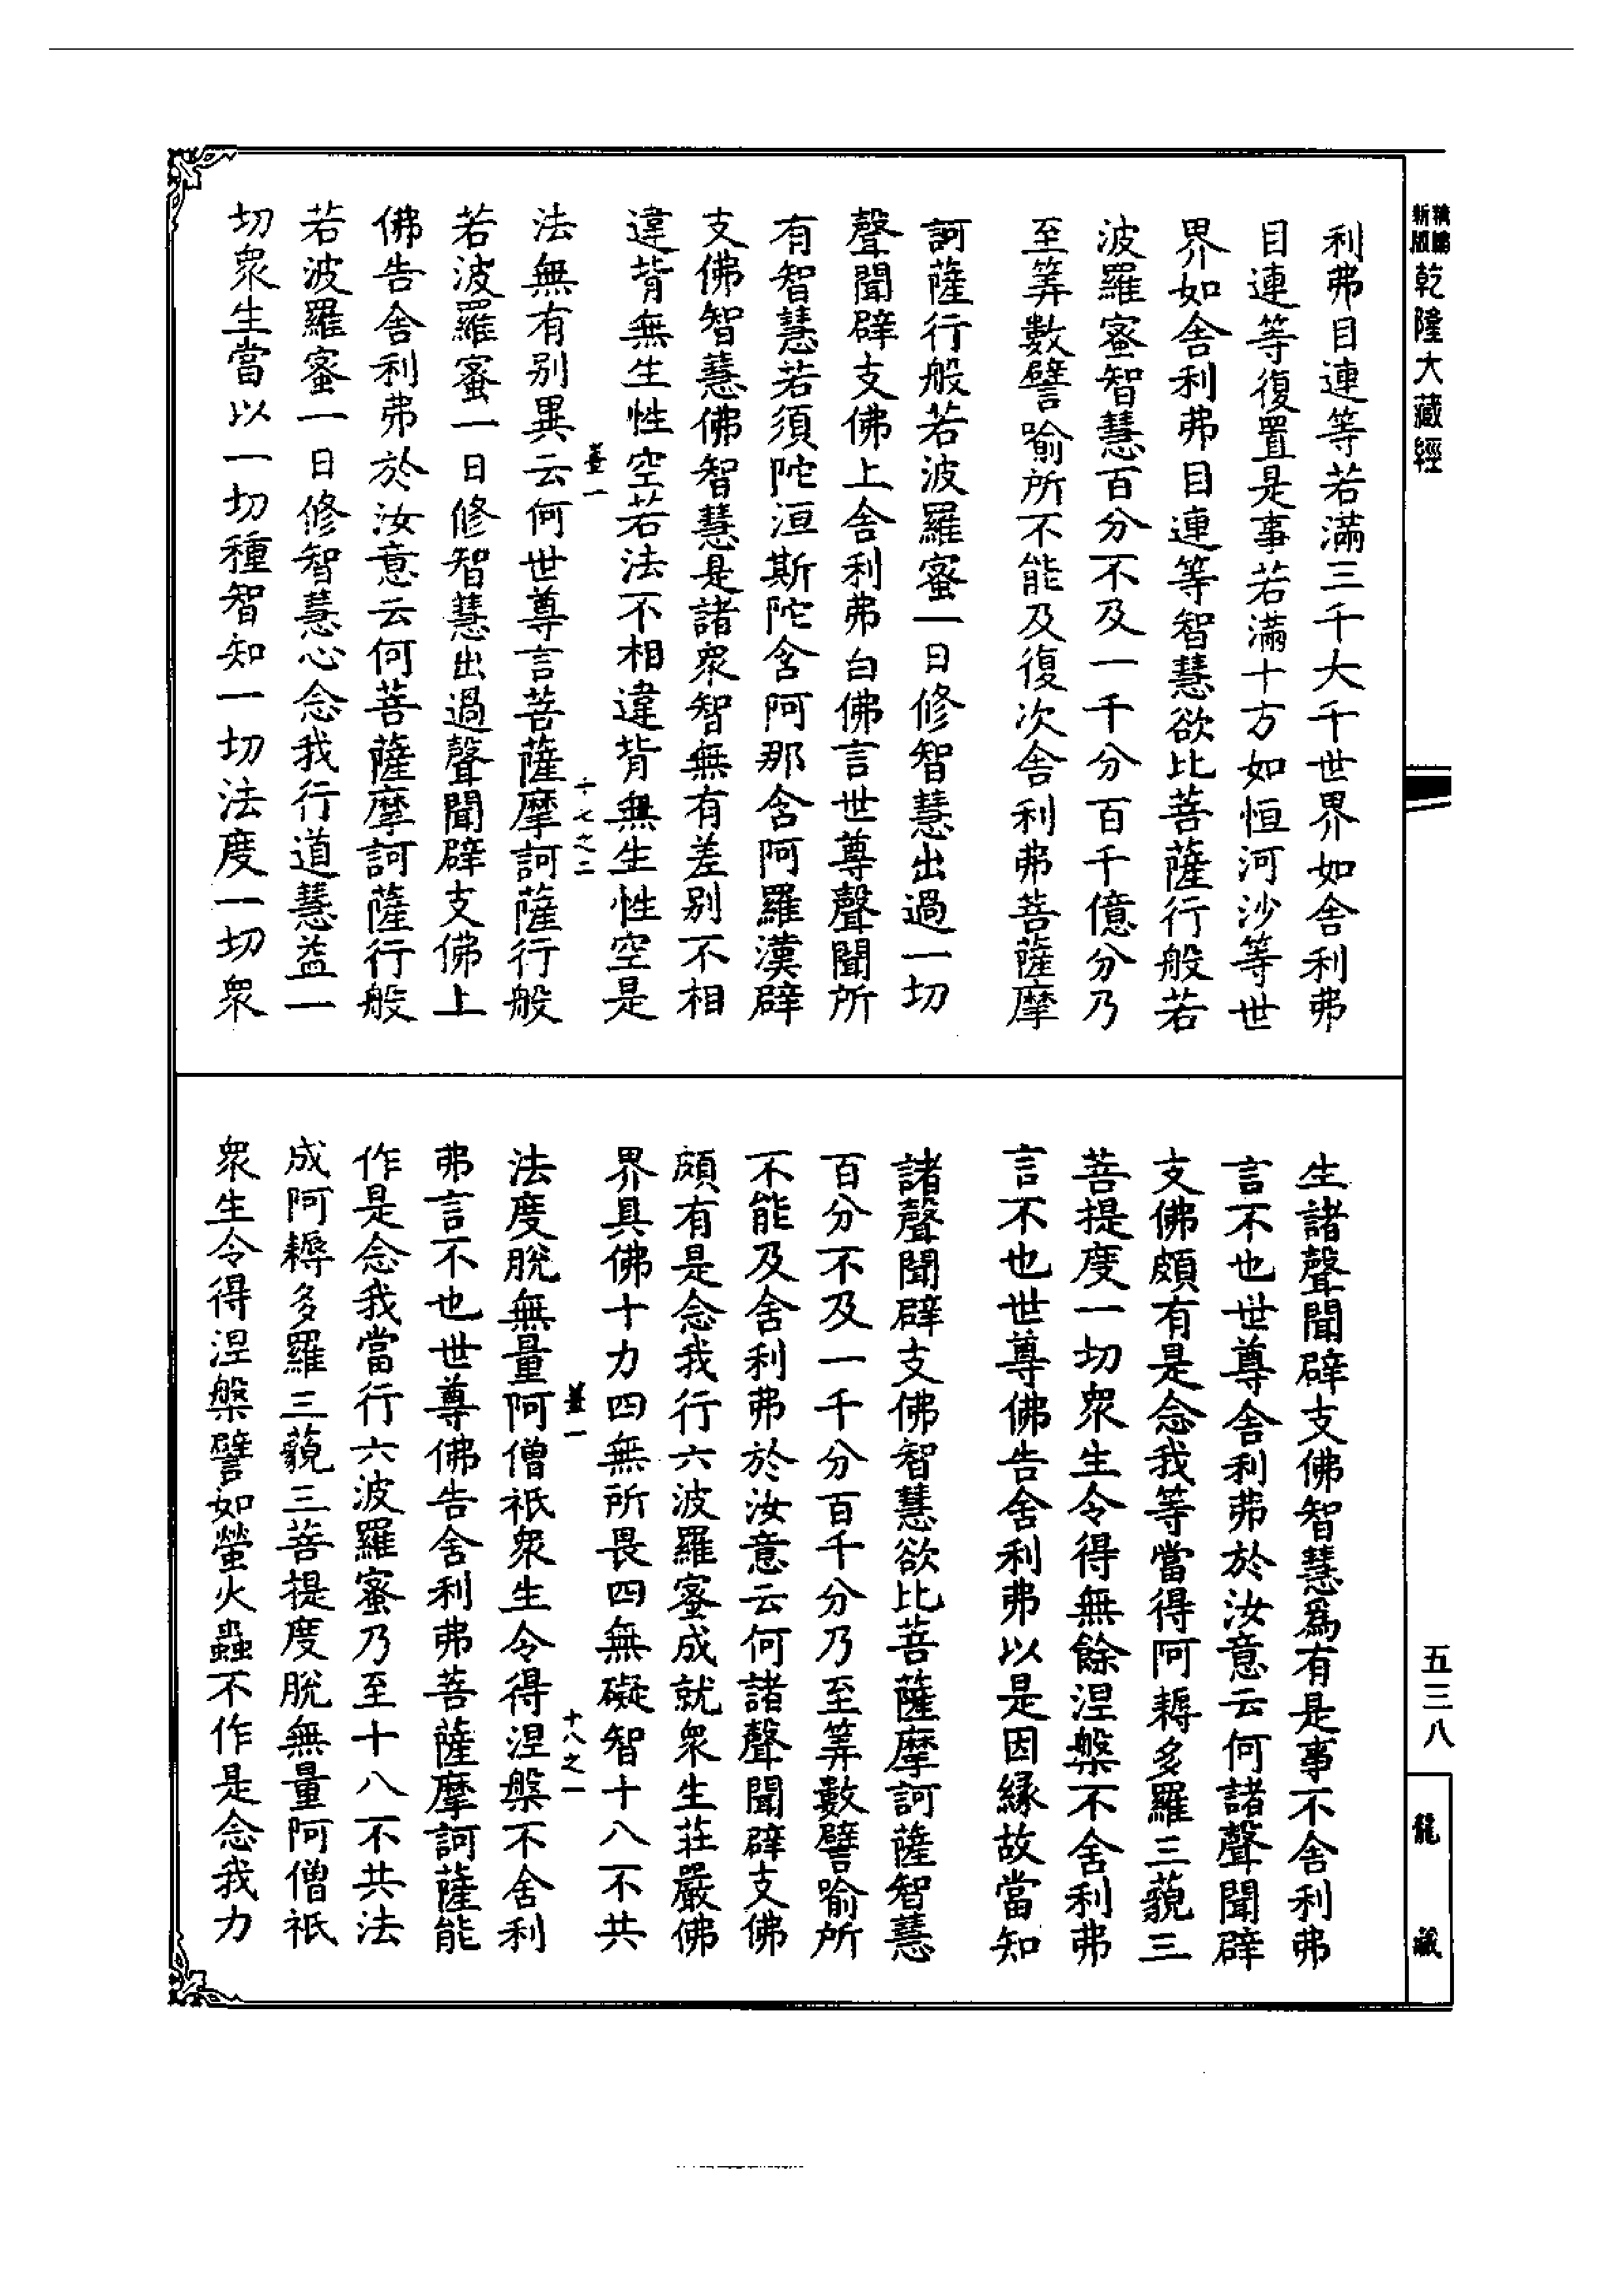 新版
精縮
乾隆大藏經
利弗目連等若滿三千大千世界如舍利弗
目連等復置是事若滿十方如恒河沙等世
界如舍利弗目連等智慧欲比菩薩行般若
波羅蜜智慧百分不及一千分百千億分乃
至筭數譬喻所不能及復次舍利弗菩薩摩
訶薩行般若波羅蜜一日修智慧出過一切
聲聞辟支佛上舍利弗白佛言世尊聲聞所
有智慧若須陀洹斯陀含阿那含阿羅漢辟
支佛智慧佛智慧是諸衆智無有差別不相
違背無生性空若法不相違背無生性空是
十七之二
法無有別異云何世尊言菩薩摩訶薩行般
若波羅蜜一日修智慧出過聲聞辟支佛上
佛告舍利弗於汝意云何菩薩摩訶薩行般
若波羅蜜一日修智慧心念我行道慧益一
切衆生當以一切種智知一切法度一切衆
生諸聲聞辟支佛智慧爲有是事不舍利弗
言不也世尊舍利弗於汝意云何諸聲聞辟
支佛頗有是念我等當得阿耨多羅三藐三
菩提度一切衆生令得無餘涅槃不舍利弗
言不也世尊佛告舍利弗以是因緣故當知
諸聲聞辟支佛智慧欲比菩薩摩訶薩智慧
百分不及一千分百千分乃至筭數譬喻所
不能及舍利弗於汝意云何諸聲聞辟支佛
頗有是念我行六波羅蜜成就衆生莊嚴佛
界具佛十力四無所畏四無礙智十八不共
十八之一
法度脫無量阿僧祇衆生令得涅槃不舍利
弗言不也世尊佛告舍利弗菩薩摩訶薩能
作是念我當行六波羅蜜乃至十八不共法
成阿耨多羅三藐三菩提度脫無量阿僧祇
衆生令得涅槃譬如螢火蟲不作是念我力
五三八
龍藏